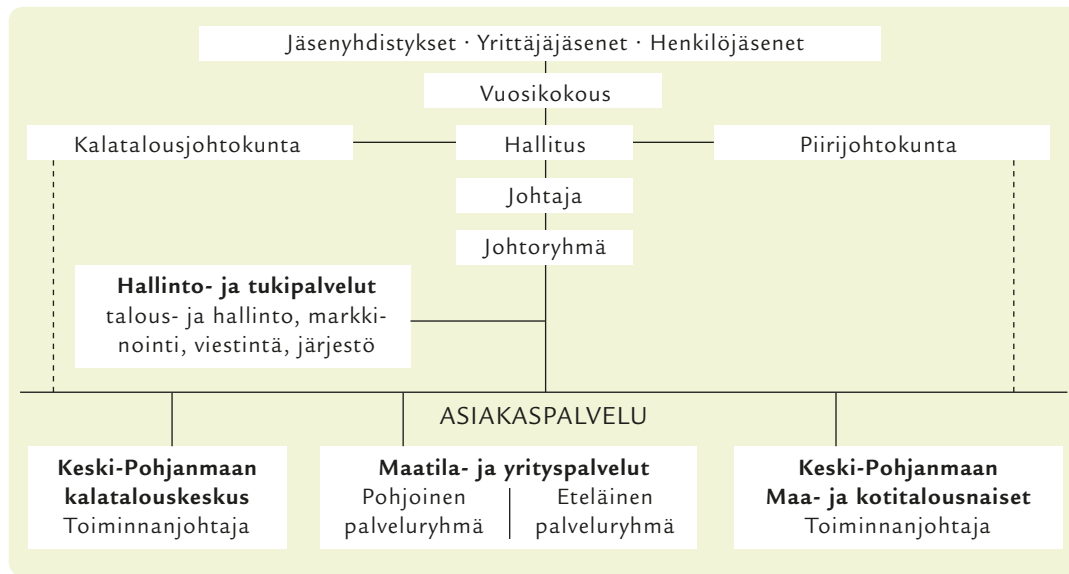 Jäsenyhdistykset · Yrittäjäjäsenet · Henkilöjäsenet
Vuosikokous
Kalatalousjohtokunta
Hallitus
Piirijohtokunta
Johtaja
Johtoryhmä
Hallinto- ja tukipalvelut
talous- ja hallinto, markki-
nointi, viestintä, järjestö
ASIAKASPALVELU
Keski-Pohjanmaan
kalatalouskeskus
Toiminnanjohtaja
Maatila- ja yrityspalvelut
Pohjoinen
palveluryhmä
Eteläinen
palveluryhmä
Keski-Pohjanmaan
Maa- ja kotitalousnaiset
Toiminnanjohtaja